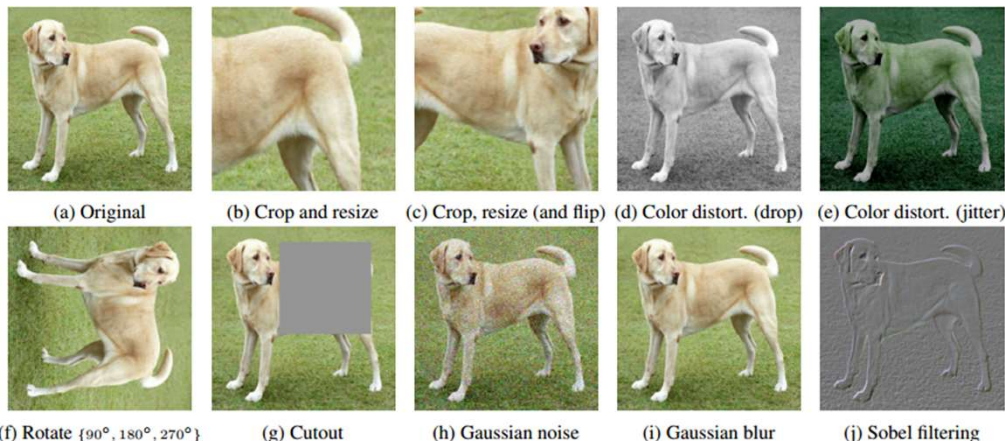 (a) Original
(b) Crop and resize
(c) Crop, resize (and flip)
(d) Color distort. (drop)
(e) Color distort. (jitter)
(f) Rotate {90°, 180°, 270°}
(g) Cutout
(h) Gaussian noise
(i) Gaussian blur
(j) Sobel filtering